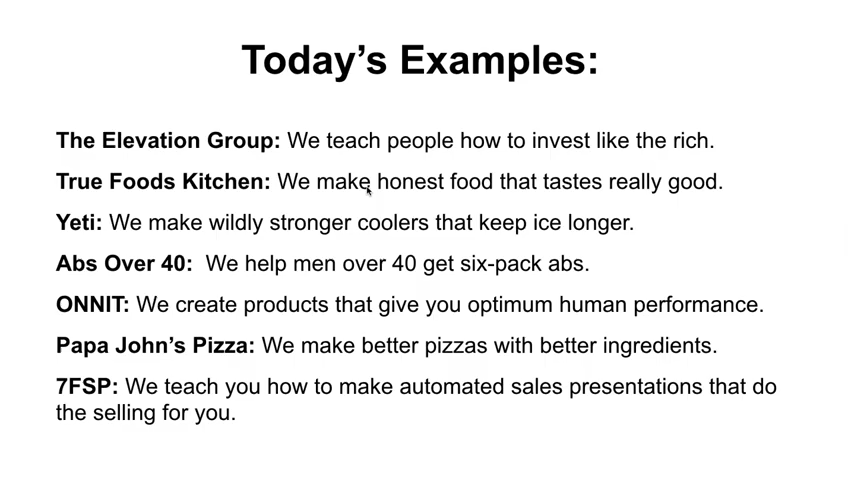 Today’s Examples:
The Elevation Group: We teach people how to invest like the rich.
True Foods Kitchen: We make honest food that tastes really good.
Yeti: We make wildly stronger coolers that keep ice longer.
Abs Over 40:  We help men over 40 get six-pack abs.
ONNIT: We create products that give you optimum human performance.
Papa John’s Pizza: We make better pizzas with better ingredients.
7FSP: We teach you how to make automated sales presentations that do
the selling for you.